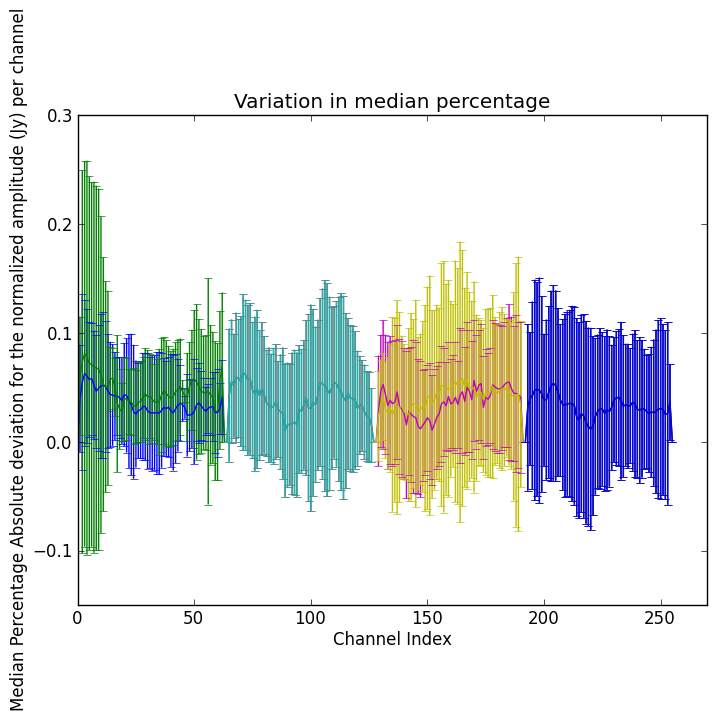 Variation in median percentage
Median Percentage Absolute deviation for the normalized amplitude (Jy) per channel
0.3
0.2
0.1
0.0
−0.1
0 50 100 150 200 250
Channel Index